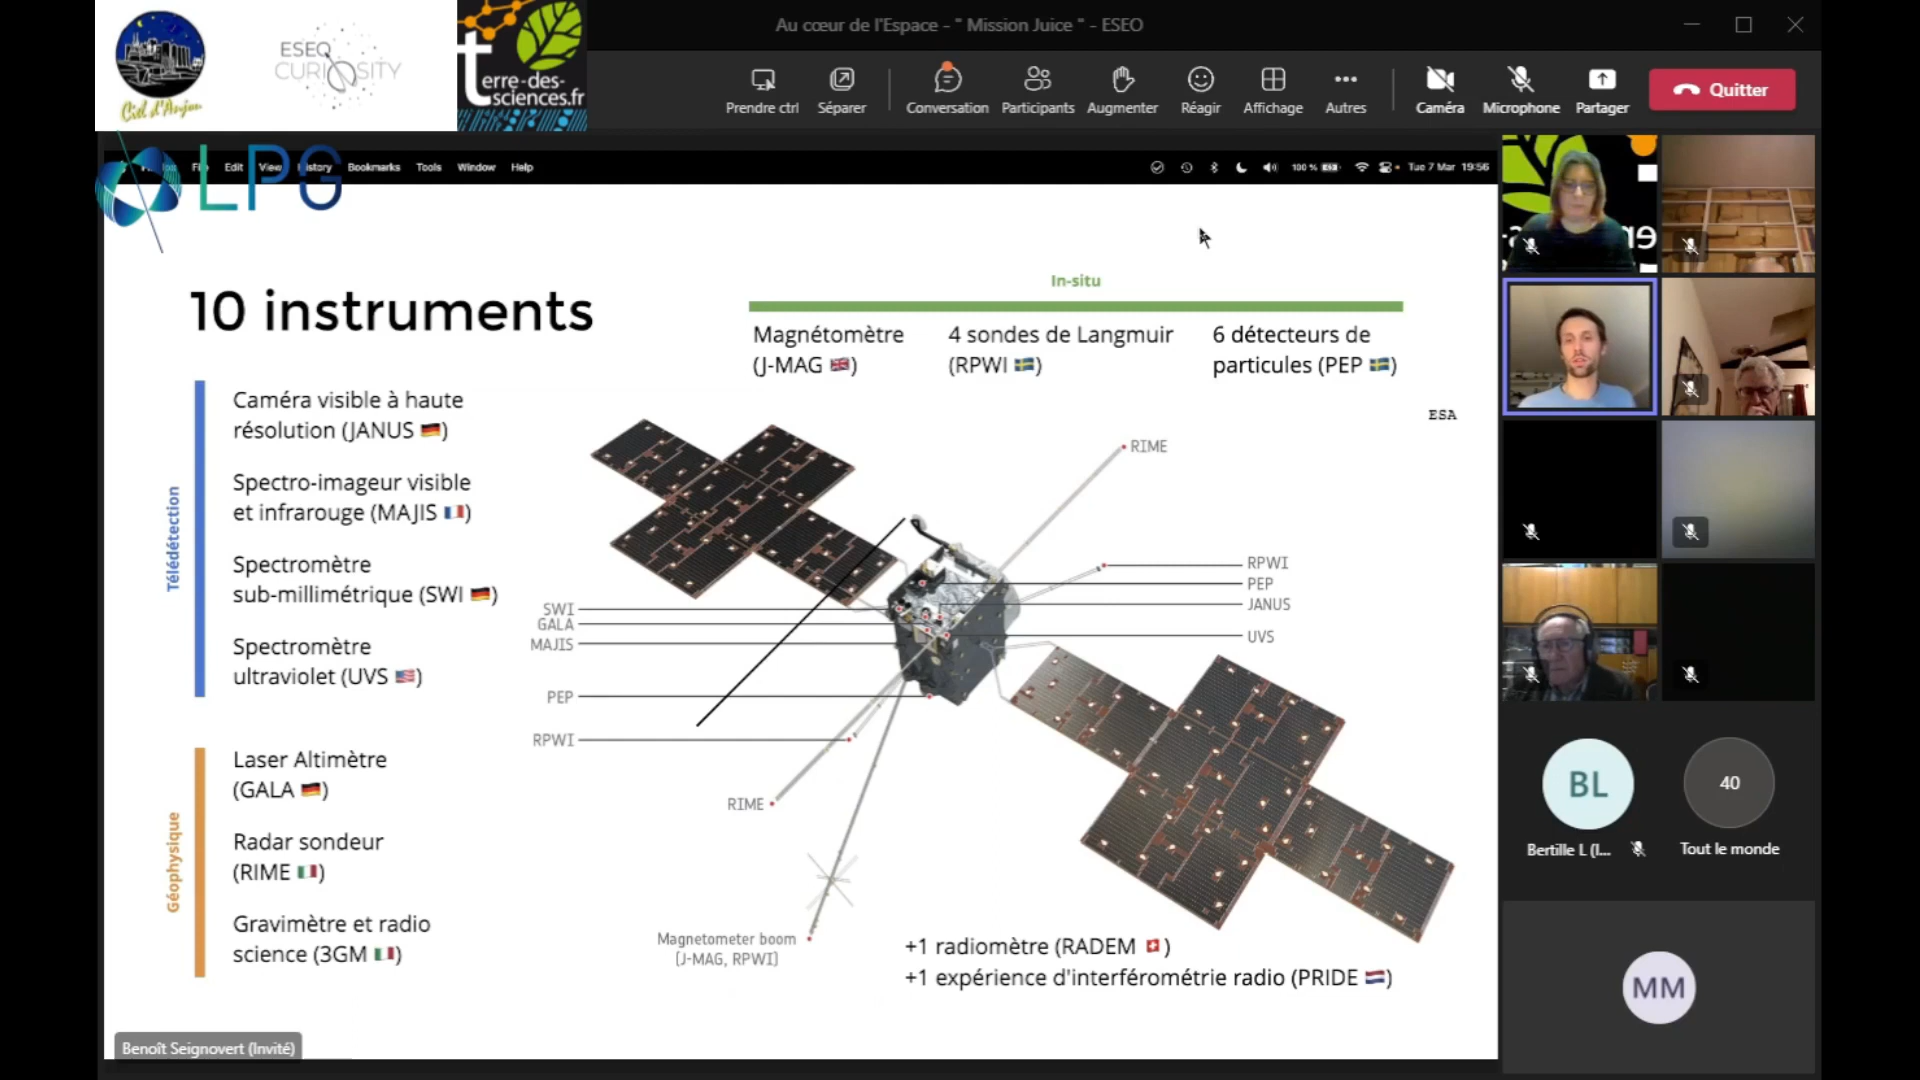 Au cœur de l'Espace - " Mission Juice " - ESEO
Ciel d'Anjou
ESEO
CURIOSITY
terre-des-
sciences.fr
Prendre ctrl
Séparer
Conversation
Participants
Augmenter
Réagir
Affichage
Autres
Caméra
Microphone
Partager
Quitter
LPG
Edit
View
History
Bookmarks
Tools
Window
Help
100 %
Tue 7 Mar 19:56
10 instruments
In-situ
Magnétomètre
(J-MAG 🇬🇧)
4 sondes de Langmuir
(RPWI 🇸🇪)
6 détecteurs de
particules (PEP 🇸🇪)
Télédétection
Caméra visible à haute
résolution (JANUS 🇩🇪)
Spectro-imageur visible
et infrarouge (MAJIS 🇫🇷)
Spectromètre
sub-millimétrique (SWI 🇩🇪)
Spectromètre
ultraviolet (UVS 🇺🇸)
Géophysique
Laser Altimètre
(GALA 🇩🇪)
Radar sondeur
(RIME 🇮🇹)
Gravimètre et radio
science (3GM 🇮🇹)
ESA
RIME
RPWI
PEP
JANUS
UVS
SWI
GALA
MAJIS
PEP
RPWI
RIME
Magnetometer boom
(J-MAG, RPWI)
+1 radiomètre (RADEM 🇨🇭)
+1 expérience d'interférométrie radio (PRIDE 🇳🇱)
Benoît Seignovert (Invité)
BL
Bertille L (I...
40
Tout le monde
MM